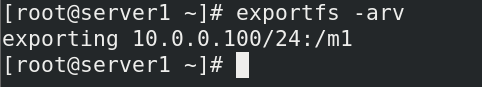 [root@server1 ~]# exportfs -arv
exporting 10.0.0.100/24:/m1
[root@server1 ~]#